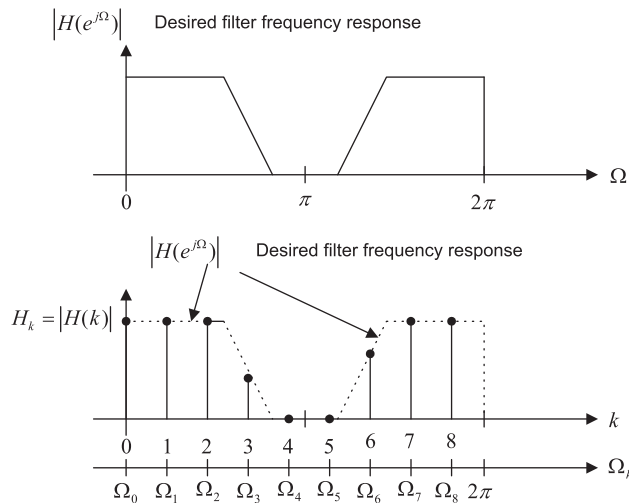 |H(e^{jΩ})| Desired filter frequency response
0 π 2π Ω
|H(e^{jΩ})| Desired filter frequency response
H_k = |H(k)|
0 1 2 3 4 5 6 7 8 k
Ω_0 Ω_1 Ω_2 Ω_3 Ω_4 Ω_5 Ω_6 Ω_7 Ω_8 2π